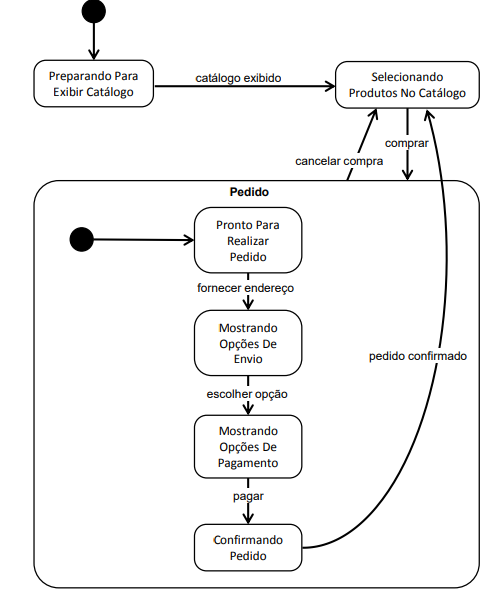 Preparando Para
Exibir Catálogo
catálogo exibido
Selecionando
Produtos No Catálogo
comprar
cancelar compra
Pedido
Pronto Para
Realizar
Pedido
fornecer endereço
Mostrando
Opções De
Envio
escolher opção
pedido confirmado
Mostrando
Opções De
Pagamento
pagar
Confirmando
Pedido